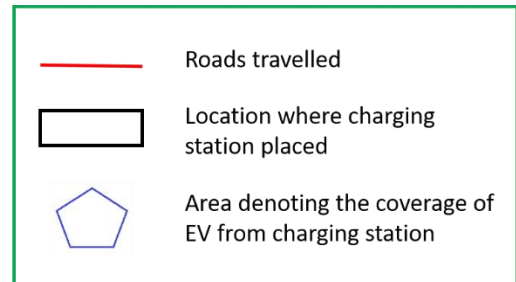 Roads travelled
Location where charging
station placed
Area denoting the coverage of
EV from charging station